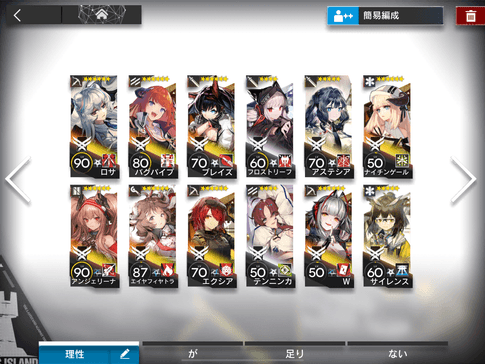 簡易編成
90
ロサ
80
バグパイプ
70
ブレイズ
60
フロストリーフ
70
アステシア
50
ナイチンゲール
90
アンジェリーナ
87
エイヤフィヤトラ
70
エクシア
50
テンニンカ
50
W
60
サイレンス
ISLAND
理性
が
足り
ない